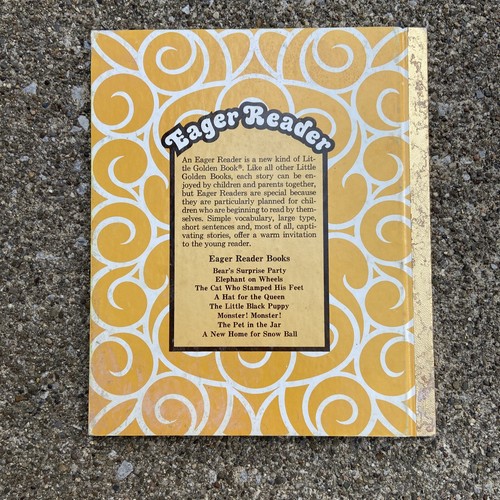 Eager Reader
An Eager Reader is a new kind of Lit-
tle Golden Book®. Like all other Little
Golden Books, each story can be en-
joyed by children and parents together,
but Eager Readers are special because
they are particularly planned for chil-
dren who are beginning to read by them-
selves. Simple vocabulary, large type,
short sentences and, most of all, capti-
vating stories, offer a warm invitation
to the young reader.
Eager Reader Books
Bear's Surprise Party
Elephant on Wheels
The Cat Who Stamped His Feet
A Hat for the Queen
The Little Black Puppy
Monster! Monster!
The Pet in the Jar
A New Home for Snow Ball